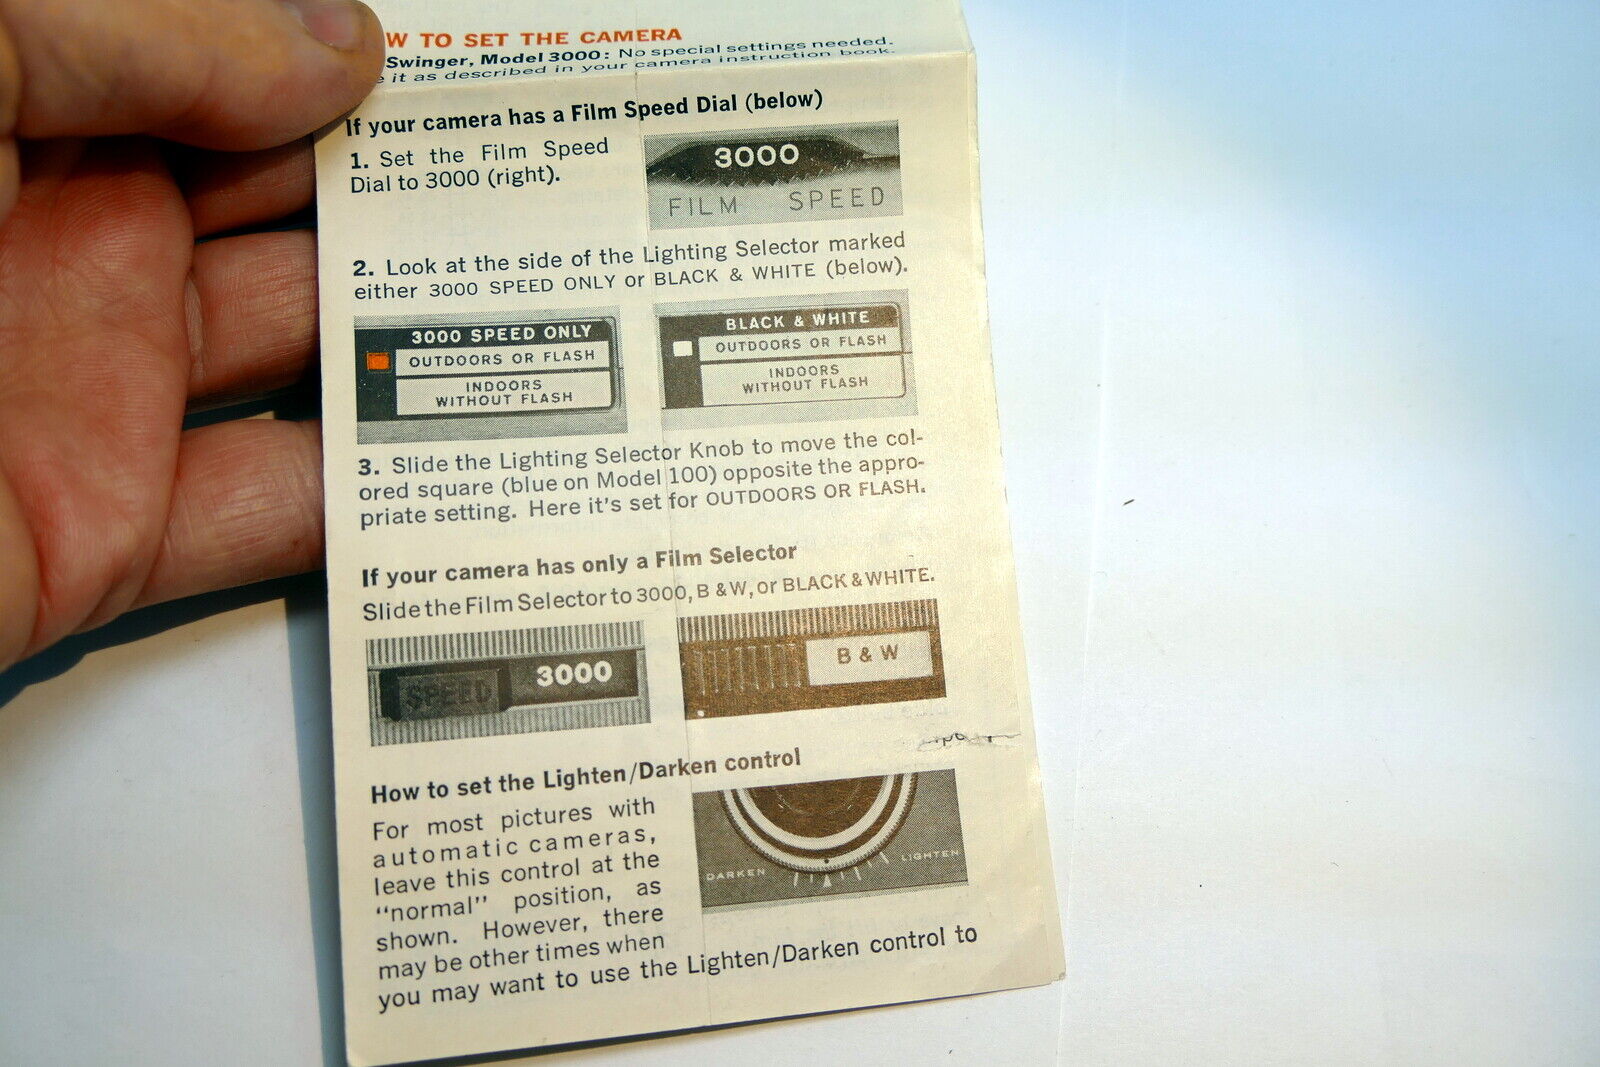 W TO SET THE CAMERA
Swinger, Model 3000: No special settings needed.
it as described in your camera instruction book.
If your camera has a Film Speed Dial (below)
1. Set the Film Speed
Dial to 3000 (right).
3000
FILM SPEED
2. Look at the side of the Lighting Selector marked
either 3000 SPEED ONLY or BLACK & WHITE (below).
3000 SPEED ONLY
OUTDOORS OR FLASH
INDOORS
WITHOUT FLASH
BLACK & WHITE
OUTDOORS OR FLASH
INDOORS
WITHOUT FLASH
3. Slide the Lighting Selector Knob to move the col-
ored square (blue on Model 100) opposite the appro-
priate setting. Here it's set for OUTDOORS OR FLASH.
If your camera has only a Film Selector
Slide the Film Selector to 3000, B & W, or BLACK & WHITE.
SPEED 3000
B & W
How to set the Lighten/Darken control
For most pictures with
automatic cameras,
leave this control at the
"normal" position, as
shown. However, there
may be other times when
you may want to use the Lighten/Darken control to
DARKEN LIGHTEN